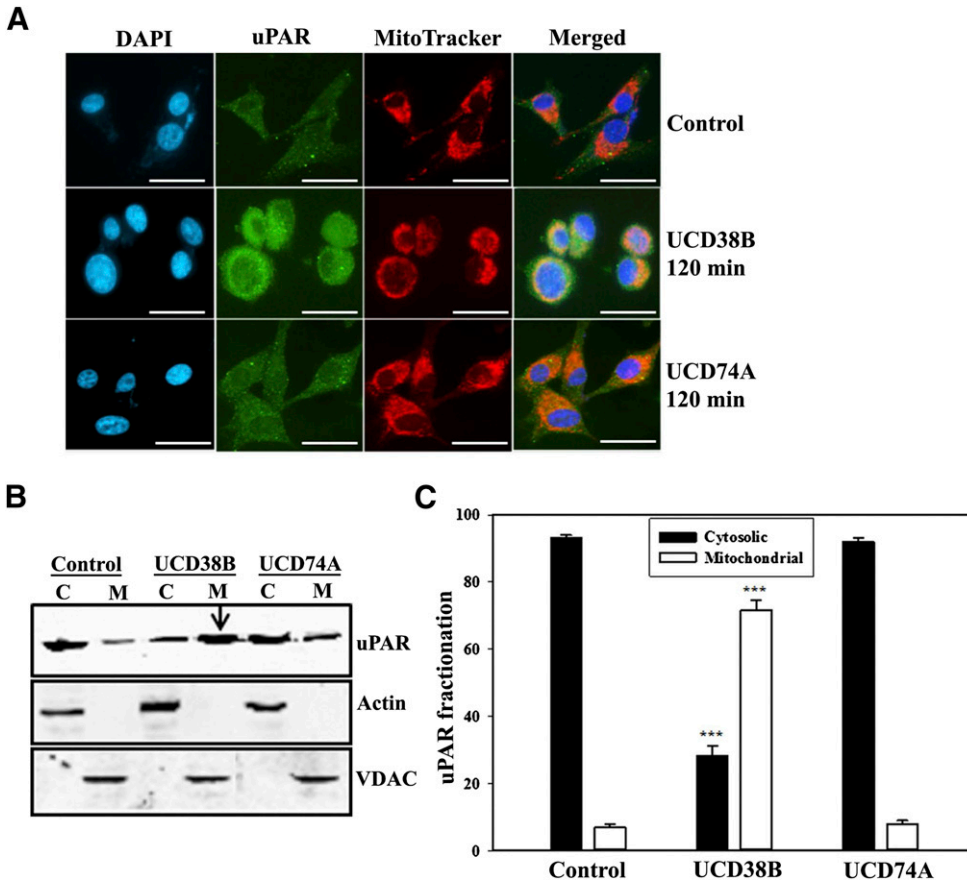 A
DAPI uPAR MitoTracker Merged
Control
UCD38B
120 min
UCD74A
120 min
B
Control UCD38B UCD74A
C M C M C M
uPAR
Actin
VDAC
C
100
80
60
40
20
0
uPAR fractionation
Cytosolic
Mitochondrial
***
***
Control UCD38B UCD74A